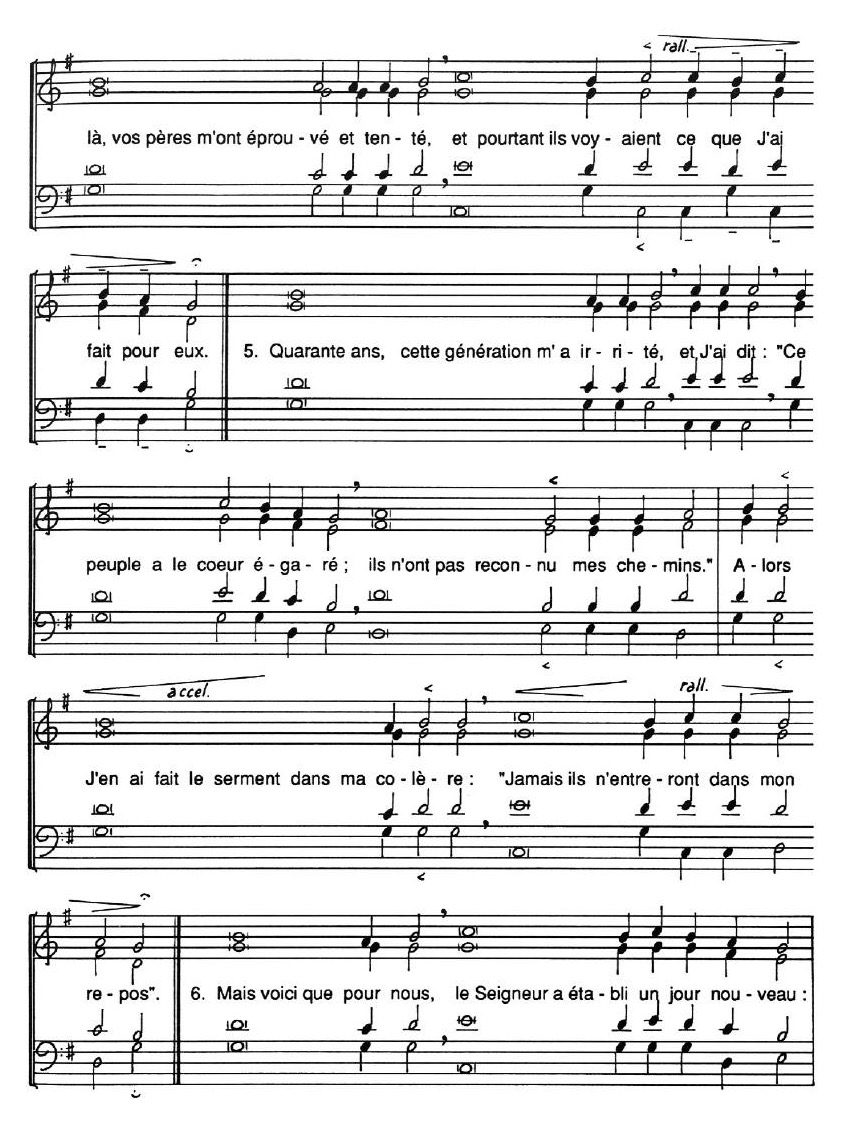 rall.
là, vos pères m'ont éprou - vé et ten - té, et pourtant ils voy - aient ce que J'ai
fait pour eux. 5. Quarante ans, cette génération m' a ir - ri - té, et J'ai dit : "Ce
peuple a le coeur é - ga - ré ; ils n'ont pas recon - nu mes che - mins." A - lors
accel. rall.
J'en ai fait le serment dans ma co - lè - re : "Jamais ils n'entre - ront dans mon
re - pos". 6. Mais voici que pour nous, le Seigneur a éta - bli un jour nou - veau :